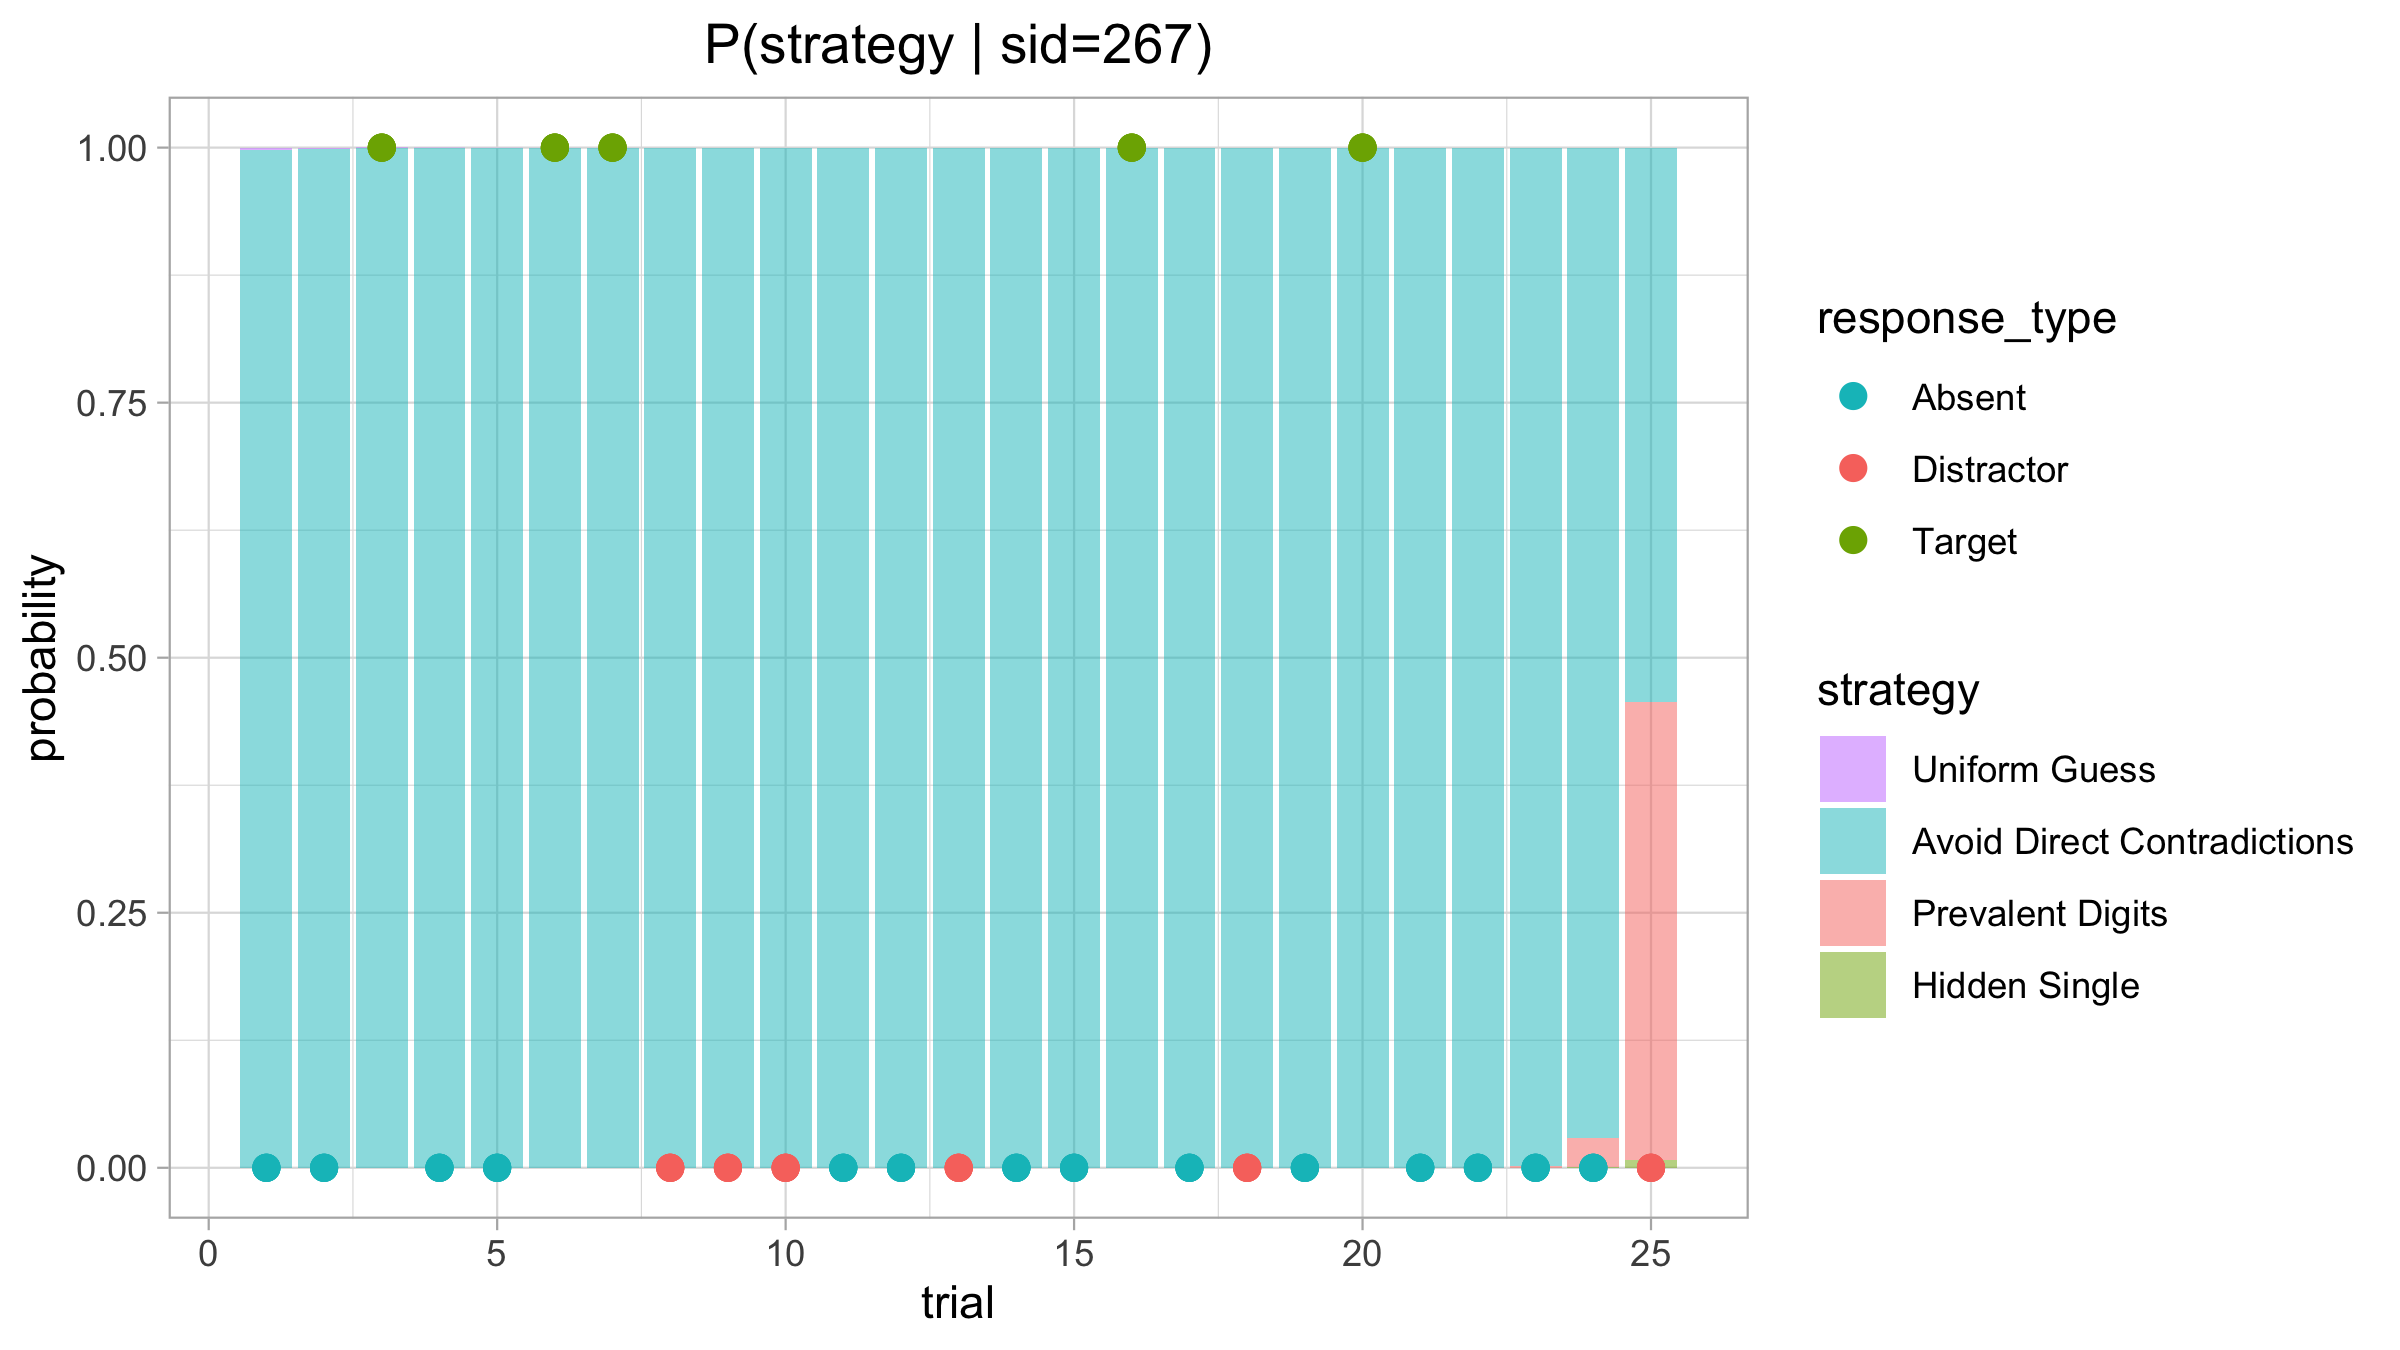 P(strategy | sid=267)
1.00
0.75
0.50
0.25
0.00
probability
0 5 10 15 20 25
trial
response_type
Absent
Distractor
Target
strategy
Uniform Guess
Avoid Direct Contradictions
Prevalent Digits
Hidden Single